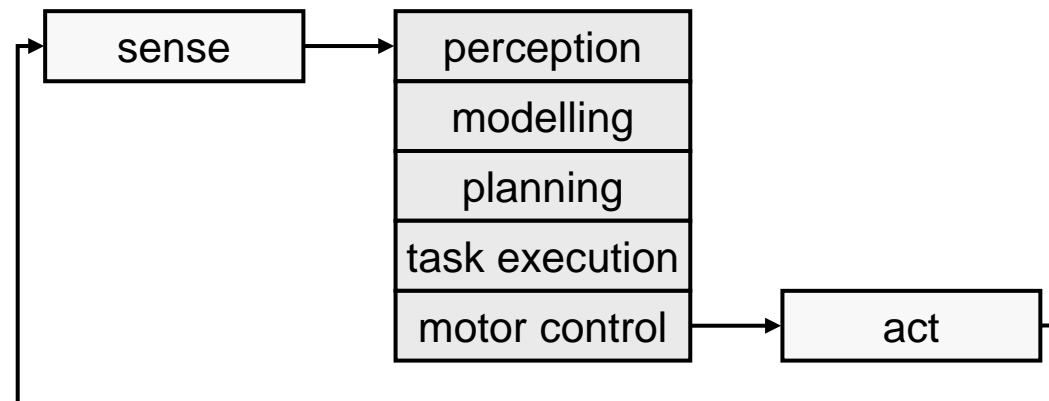 sense
perception
modelling
planning
task execution
motor control
act